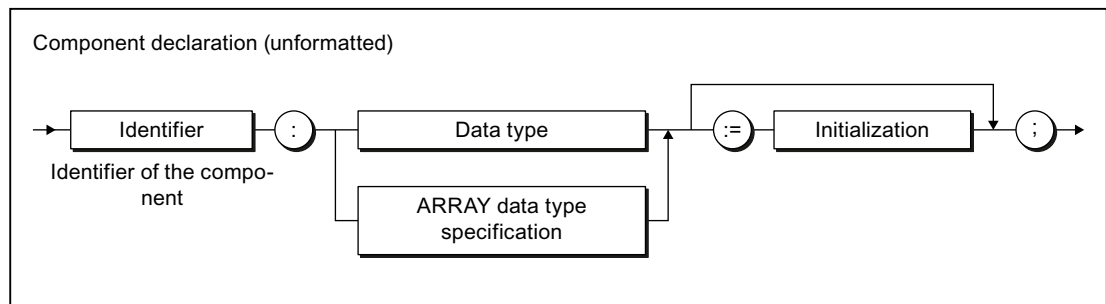 Component declaration (unformatted)
Identifier
:
Data type
:=
Initialization
;
Identifier of the compo-
nent
ARRAY data type
specification